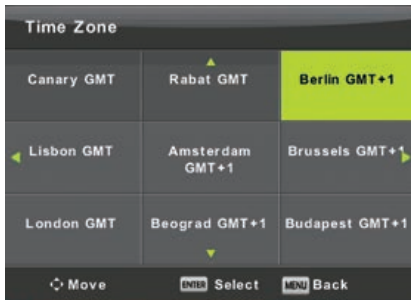 Time Zone
Canary GMT
Rabat GMT
Berlin GMT+1
Lisbon GMT
Amsterdam
GMT+1
Brussels GMT+1
London GMT
Beograd GMT+1
Budapest GMT+1
Move
ENTER Select
MENU Back